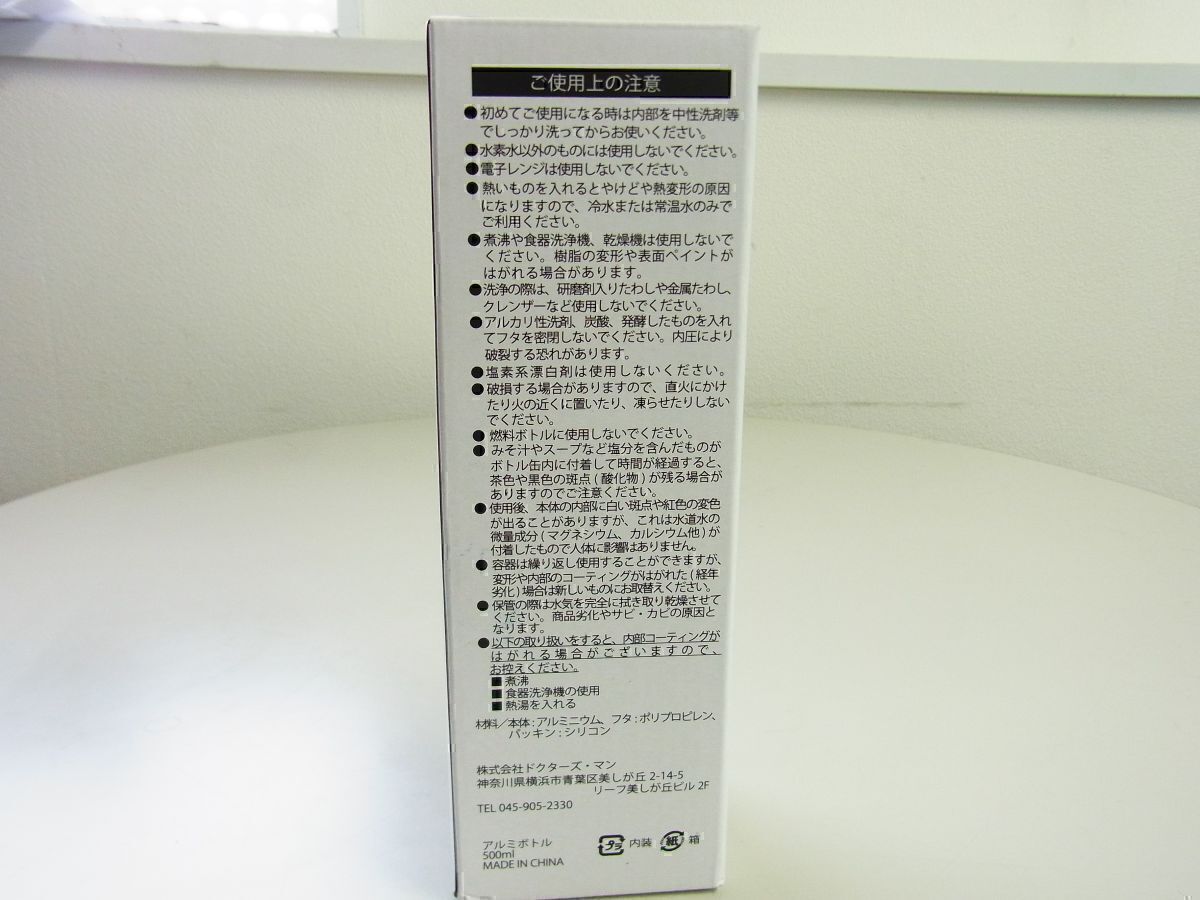 ご使用上の注意
●初めてご使用になる時は内部を中性洗剤等
でしっかり洗ってからお使いください。
●水素水以外のものには使用しないでください。
●電子レンジは使用しないでください。
●熱いものを入れるとやけどや熱変形の原因
になりますので、冷水または常温水のみで
ご利用ください。
●煮沸や食器洗浄機、乾燥機は使用しないで
ください。樹脂の変形や表面ペイントが
はがれる場合があります。
●洗浄の際は、研磨剤入りたわしや金属たわし、
クレンザーなど使用しないでください。
●アルカリ性洗剤、炭酸、発酵したものを入れ
てフタを密閉しないでください。内圧により
破裂する恐れがあります。
●塩素系漂白剤は使用しないください。
●破損する場合がありますので、直火にかけ
たり火の近くに置いたり、凍らせたりしない
でください。
●燃料ボトルに使用しないでください。
●みそ汁やスープなど塩分を含んだものが
ボトル缶内に付着して時間が経過すると、
茶色や黒色の斑点(酸化物)が残る場合が
ありますのでご注意ください。
●使用後、本体の内部に白い斑点や紅色の変色
が出ることがありますが、これは水道水の
微量成分(マグネシウム、カルシウム他)が
付着したもので人体に影響はありません。
●容器は繰り返し使用することができますが、
変形や内部のコーティングがはがれた(経年
劣化)場合は新しいものにお取替えください。
●保管の際は水気を完全に拭き取り乾燥させて
ください。商品劣化やサビ・カビの原因と
なります。
●以下の取り扱いをすると、内部コーティングが
はがれる場合がございますので、
お控えください。
■煮沸
■食器洗浄機の使用
■熱湯を入れる
材料／本体:アルミニウム、フタ:ポリプロピレン、
パッキン:シリコン
株式会社ドクターズ・マン
神奈川県横浜市青葉区美しが丘 2-14-5
リーフ美しが丘ビル 2F
TEL 045-905-2330
アルミボトル
500ml
MADE IN CHINA
プラ 内装 紙 箱